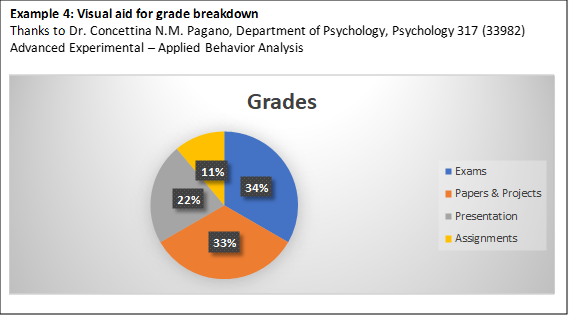 Example 4: Visual aid for grade breakdown
Thanks to Dr. Concettina N.M. Pagano, Department of Psychology, Psychology 317 (33982)
Advanced Experimental – Applied Behavior Analysis
Grades
11%
34%
22%
33%
Exams
Papers & Projects
Presentation
Assignments